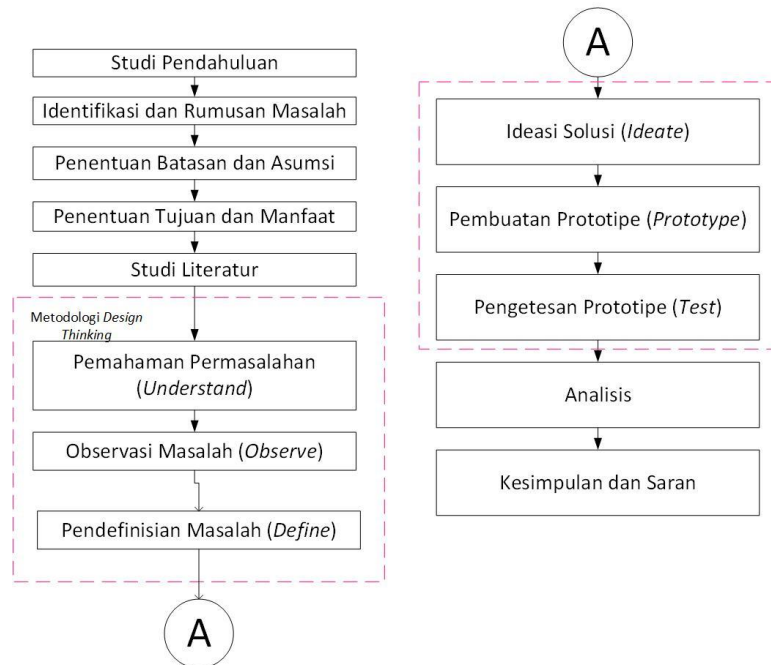 Studi Pendahuluan
Identifikasi dan Rumusan Masalah
Penentuan Batasan dan Asumsi
Penentuan Tujuan dan Manfaat
Studi Literatur
Metodologi Design
Thinking
Pemahaman Permasalahan
(Understand)
Observasi Masalah (Observe)
Pendefinisian Masalah (Define)
A
A
Ideasi Solusi (Ideate)
Pembuatan Prototipe (Prototype)
Pengetesan Prototipe (Test)
Analisis
Kesimpulan dan Saran